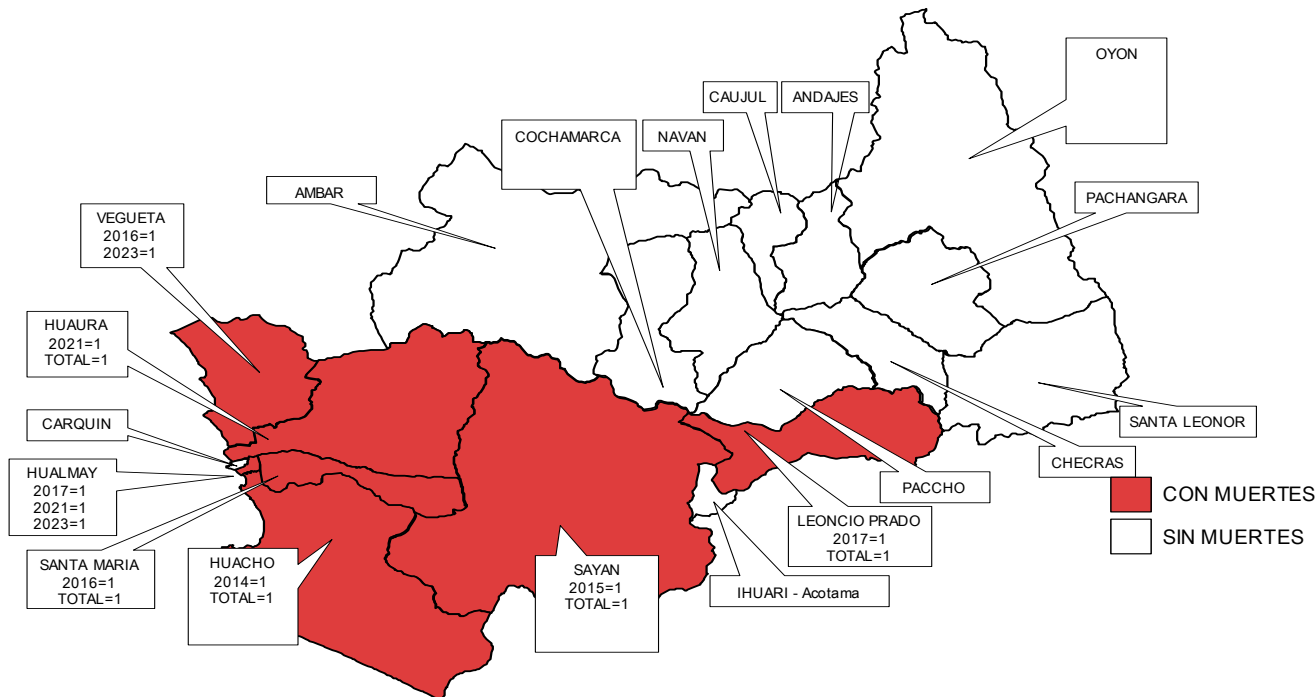 OYON
CAUJUL
ANDAJES
COCHAMARCA
NAVAN
AMBAR
PACHANGARA
VEGUETA
2016=1
2023=1
HUAURA
2021=1
TOTAL=1
CARQUIN
HUALMAY
2017=1
2021=1
2023=1
SANTA MARIA
2016=1
TOTAL=1
HUACHO
2014=1
TOTAL=1
SAYAN
2015=1
TOTAL=1
LEONCIO PRADO
2017=1
TOTAL=1
IHUARI - Acotama
PACCHO
CHECRAS
SANTA LEONOR
CON MUERTES
SIN MUERTES